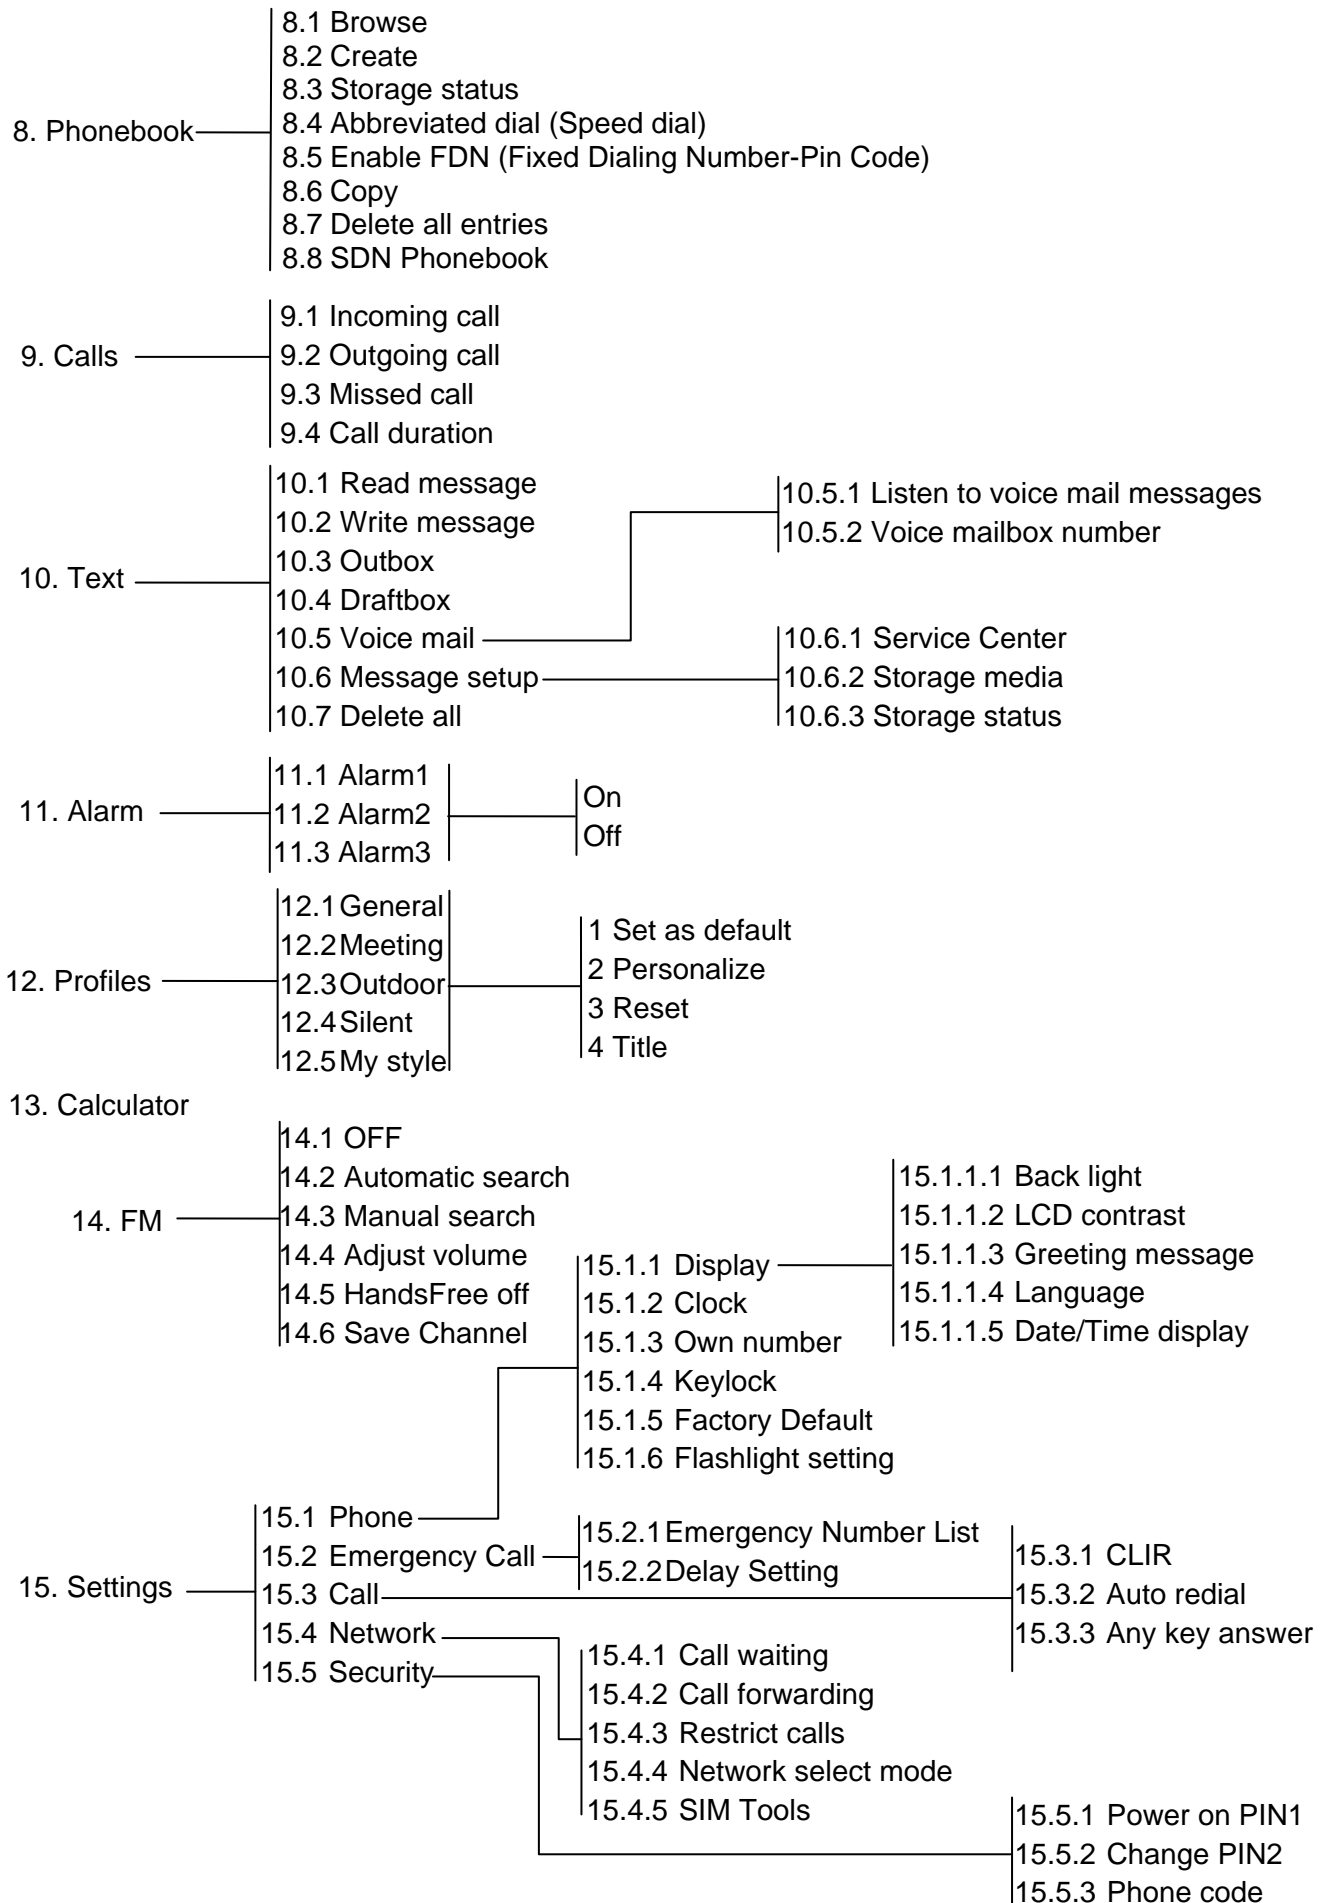 8. Phonebook
8.1 Browse
8.2 Create
8.3 Storage status
8.4 Abbreviated dial (Speed dial)
8.5 Enable FDN (Fixed Dialing Number-Pin Code)
8.6 Copy
8.7 Delete all entries
8.8 SDN Phonebook
9. Calls
9.1 Incoming call
9.2 Outgoing call
9.3 Missed call
9.4 Call duration
10. Text
10.1 Read message
10.2 Write message
10.3 Outbox
10.4 Draftbox
10.5 Voice mail
10.6 Message setup
10.7 Delete all
10.5.1 Listen to voice mail messages
10.5.2 Voice mailbox number
10.6.1 Service Center
10.6.2 Storage media
10.6.3 Storage status
11. Alarm
11.1 Alarm1
11.2 Alarm2
11.3 Alarm3
On
Off
12. Profiles
12.1 General
12.2 Meeting
12.3 Outdoor
12.4 Silent
12.5 My style
1 Set as default
2 Personalize
3 Reset
4 Title
13. Calculator
14. FM
14.1 OFF
14.2 Automatic search
14.3 Manual search
14.4 Adjust volume
14.5 HandsFree off
14.6 Save Channel
15. Settings
15.1 Phone
15.2 Emergency Call
15.3 Call
15.4 Network
15.5 Security
15.1.1 Display
15.1.2 Clock
15.1.3 Own number
15.1.4 Keylock
15.1.5 Factory Default
15.1.6 Flashlight setting
15.1.1.1 Back light
15.1.1.2 LCD contrast
15.1.1.3 Greeting message
15.1.1.4 Language
15.1.1.5 Date/Time display
15.2.1 Emergency Number List
15.2.2 Delay Setting
15.3.1 CLIR
15.3.2 Auto redial
15.3.3 Any key answer
15.4.1 Call waiting
15.4.2 Call forwarding
15.4.3 Restrict calls
15.4.4 Network select mode
15.4.5 SIM Tools
15.5.1 Power on PIN1
15.5.2 Change PIN2
15.5.3 Phone code